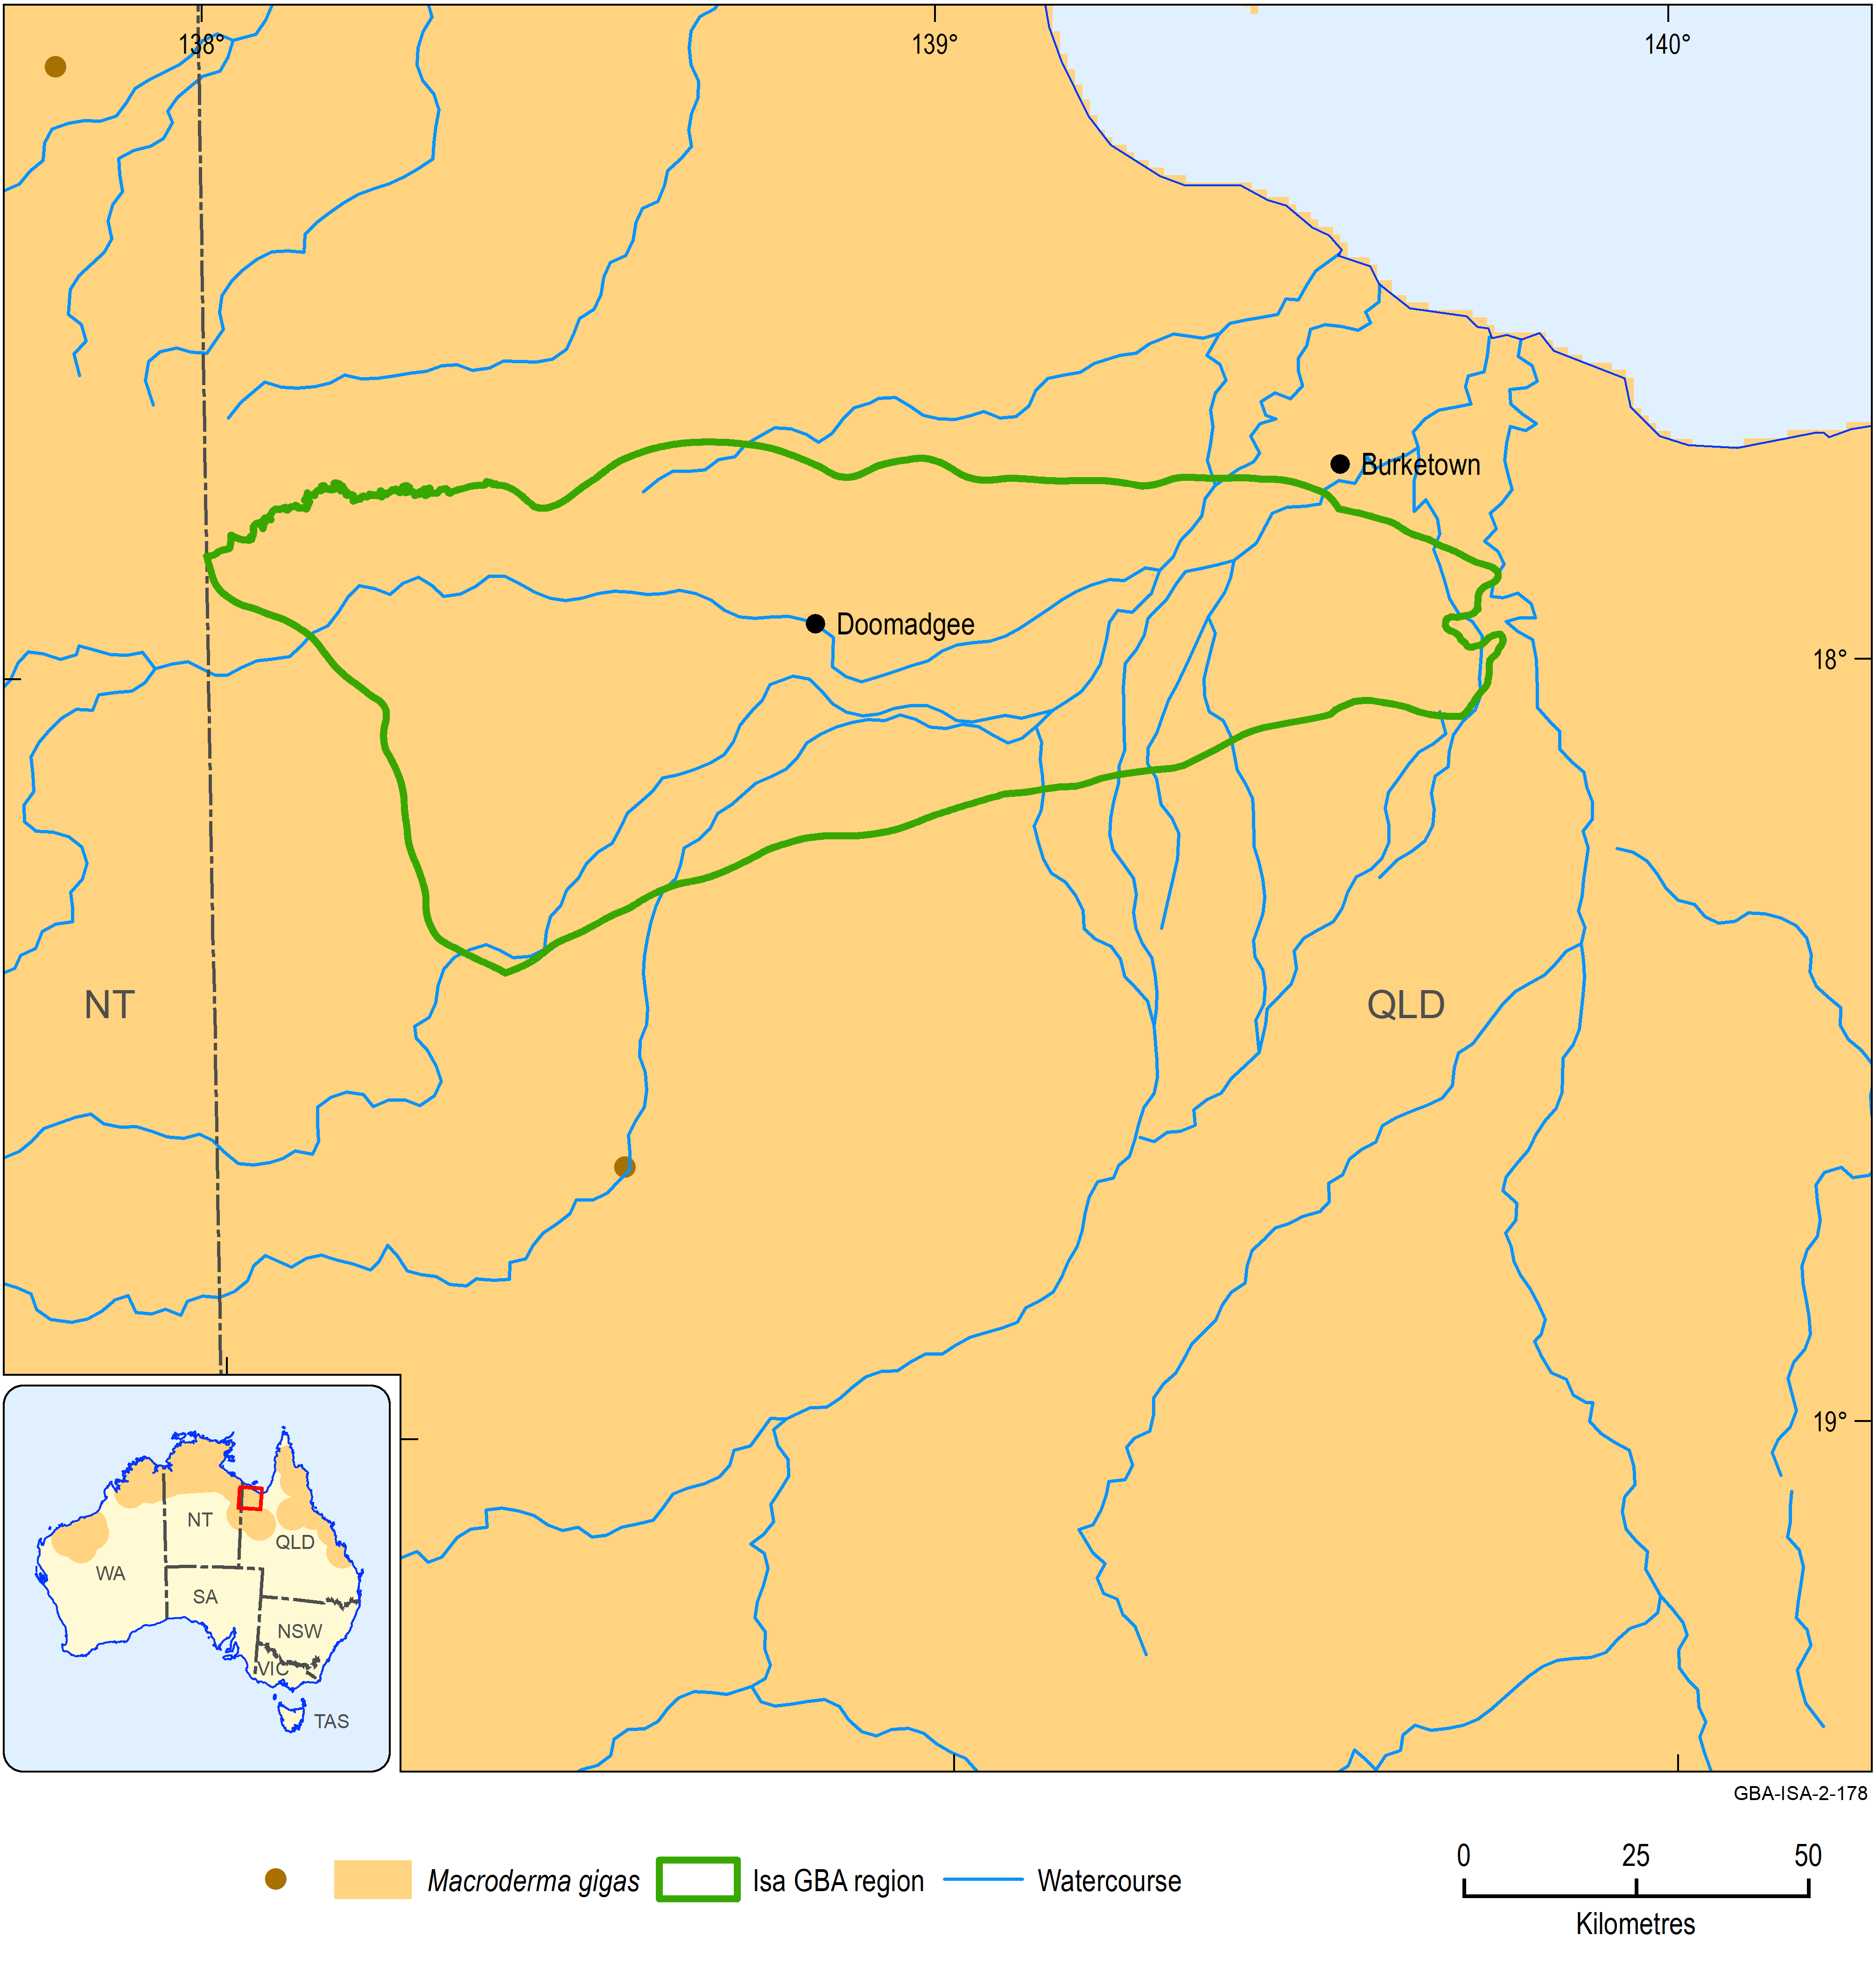 138°
139°
140°
Burketown
Doomadgee
18°
NT
QLD
19°
NT
QLD
WA
SA
NSW
VIC
TAS
GBA-ISA-2-178
Macroderma gigas
Isa GBA region
Watercourse
0 25 50
Kilometres